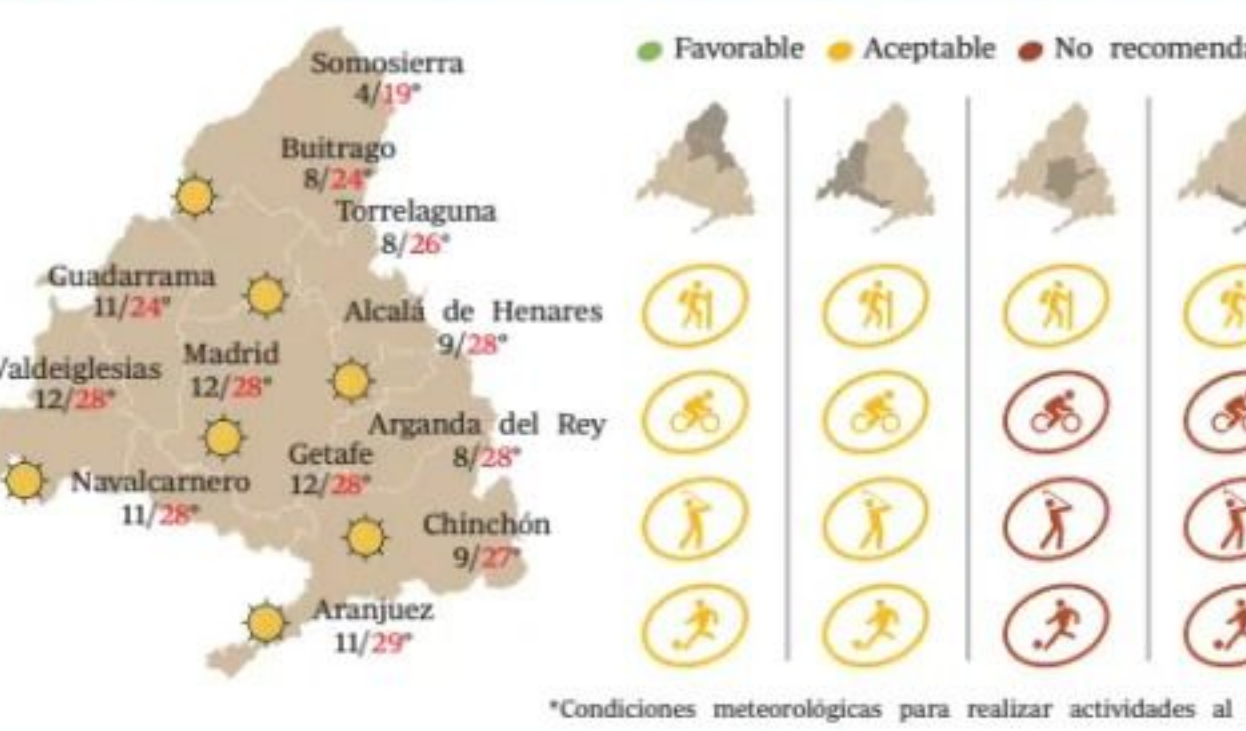 Somosierra
4/19°
Buitrago
8/24°
Torrelaguna
8/26°
Guadarrama
11/24°
Alcalá de Henares
9/28°
Valdeiglesias
12/28°
Madrid
12/28°
Arganda del Rey
8/28°
Getafe
12/28°
Navalcarnero
11/28°
Chinchón
9/27°
Aranjuez
11/29°
Favorable Aceptable No recomenda
*Condiciones meteorológicas para realizar actividades al